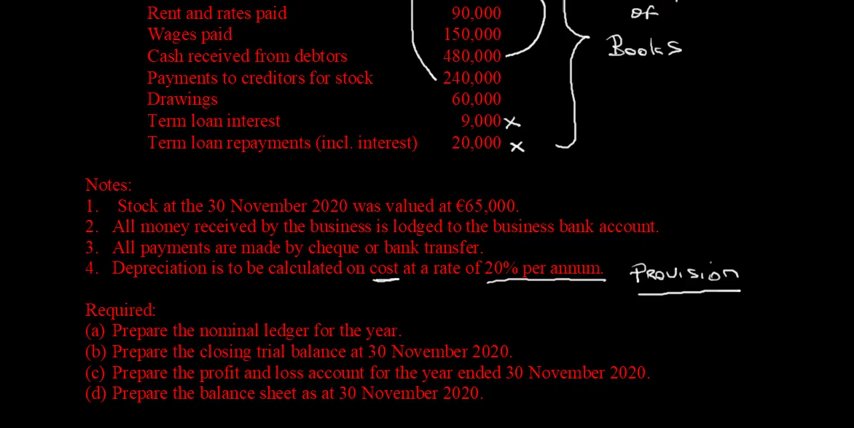 Rent and rates paid 90,000 of
Wages paid 150,000 Books
Cash received from debtors 480,000
Payments to creditors for stock 240,000
Drawings 60,000
Term loan interest 9,000 x
Term loan repayments (incl. interest) 20,000 x
Notes:
1. Stock at the 30 November 2020 was valued at €65,000.
2. All money received by the business is lodged to the business bank account.
3. All payments are made by cheque or bank transfer.
4. Depreciation is to be calculated on cost at a rate of 20% per annum. PROVISION
Required:
(a) Prepare the nominal ledger for the year.
(b) Prepare the closing trial balance at 30 November 2020.
(c) Prepare the profit and loss account for the year ended 30 November 2020.
(d) Prepare the balance sheet as at 30 November 2020.